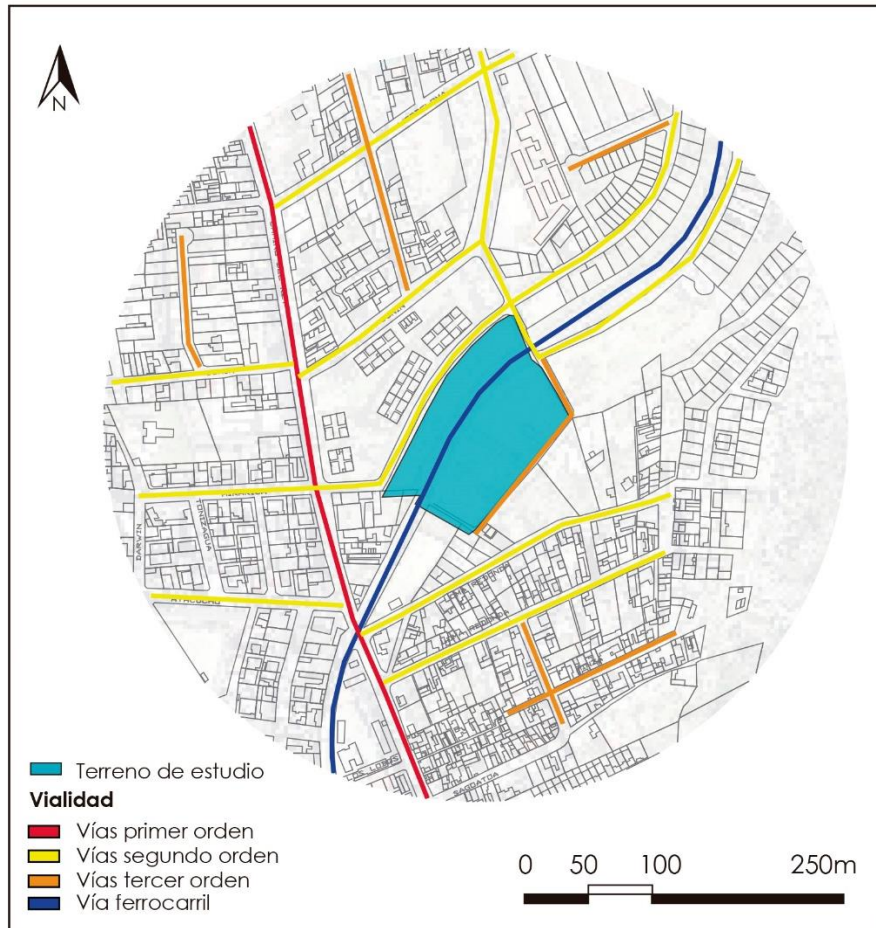 N
DARWIN
Terreno de estudio
Vialidad
Vías primer orden
Vías segundo orden
Vías tercer orden
Vía ferrocarril
0 50 100 250m